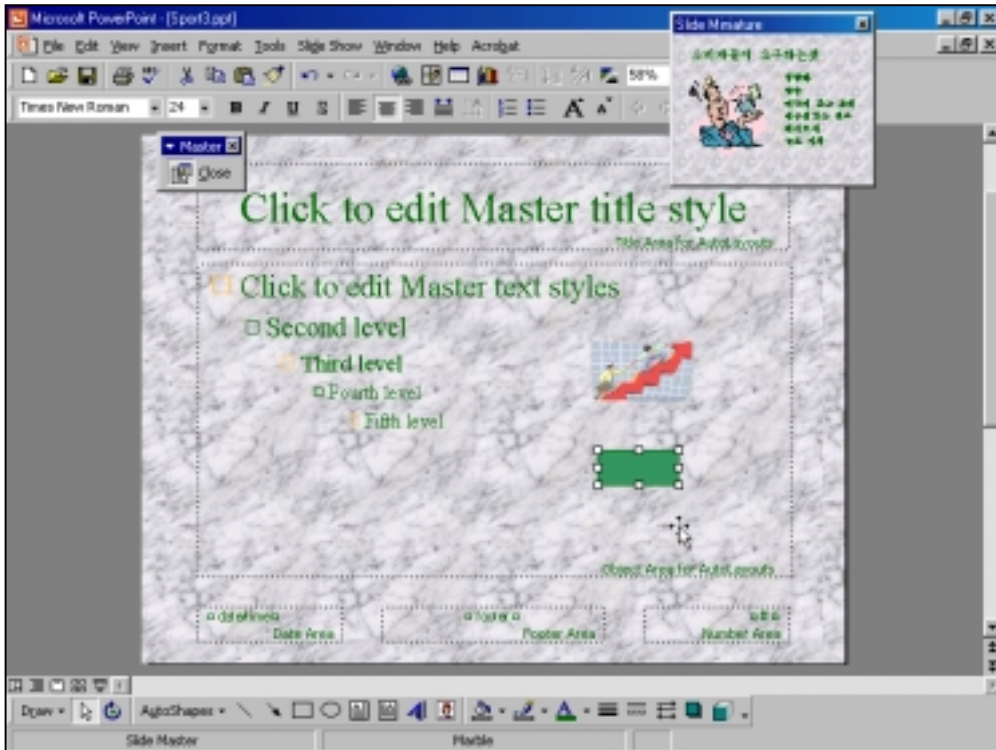 Microsoft PowerPoint - [Sport3.ppt]
File Edit View Insert Format Tools Slide Show Window Help Acrobat
58%
Times New Roman 24 B I U S
Slide Miniature
Master
Close
Click to edit Master title style
Title Area for AutoLayouts
Click to edit Master text styles
Second level
Third level
Fourth level
Fifth level
Object Area for AutoLayouts
Date Area
Footer Area
Number Area
Draw AutoShapes
Slide Master Marble